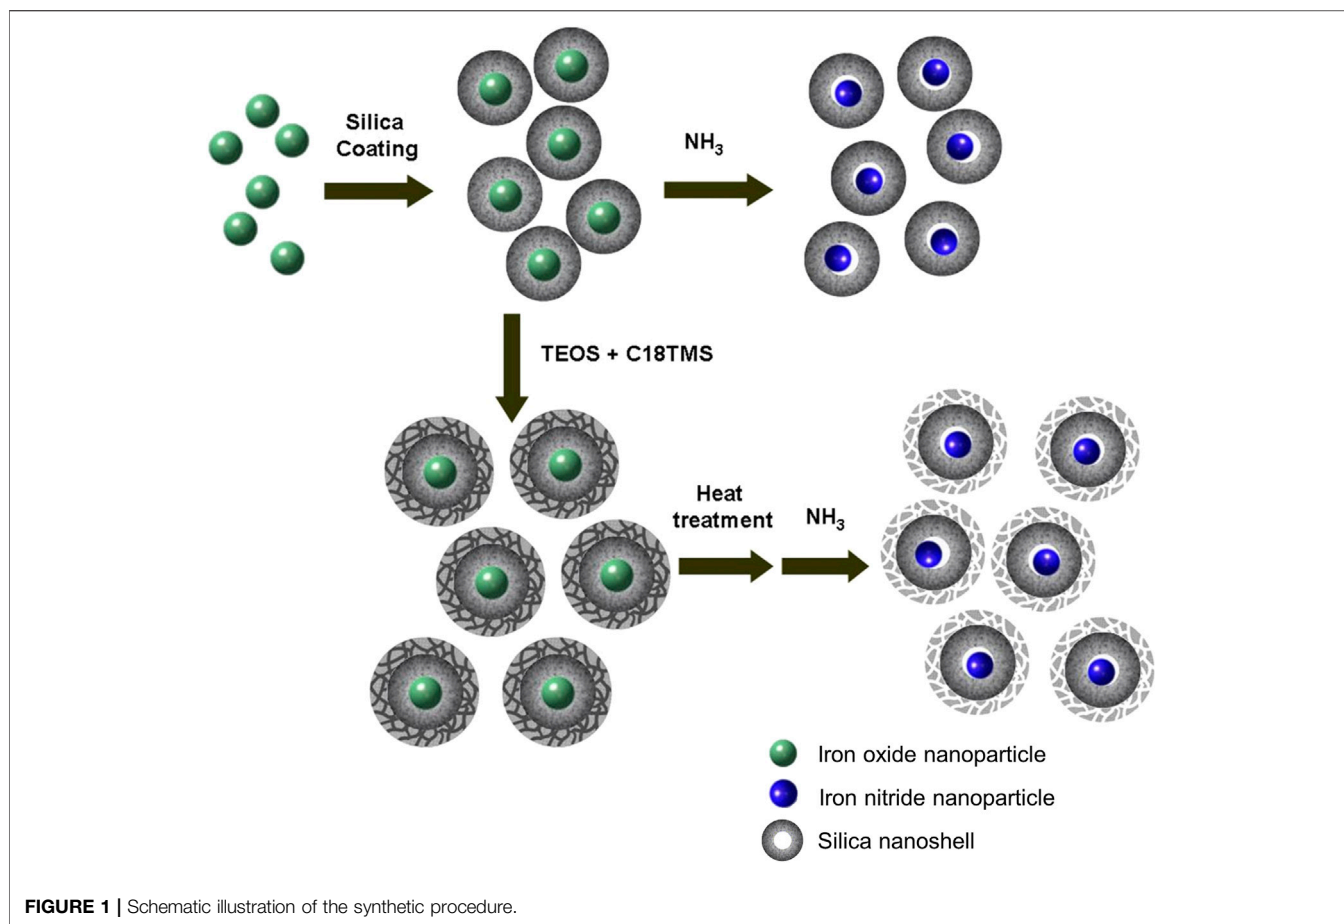 Silica
Coating
NH₃
TEOS + C18TMS
Heat
treatment
NH₃
Iron oxide nanoparticle
Iron nitride nanoparticle
Silica nanoshell
FIGURE 1 | Schematic illustration of the synthetic procedure.